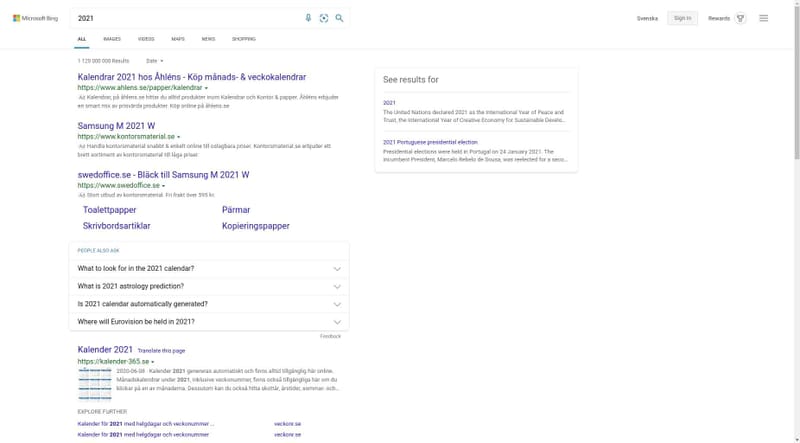 Microsoft Bing
2021
Svenska
Sign in
Rewards
ALL
IMAGES
VIDEOS
MAPS
NEWS
SHOPPING
1 120 000 000 Results
Date
Kalendrar 2021 hos Åhléns - Köp månads- & veckokalendrar
https://www.ahlens.se/papper/kalendrar
Ad Kalendrar, på åhlens.se hittar du alltid produkter inom Kalendrar och Kontor & papper. Åhléns erbjuder
en smart mix av prisvärda produkter. Köp online på åhlens.se
Samsung M 2021 W
https://www.kontorsmaterial.se
Ad Handla kontorsmaterial snabbt & enkelt online till oslagbara priser. Kontorsmaterial.se erbjuder ett
brett sortiment av kontorsmaterial till låga priser.
swedoffice.se - Bläck till Samsung M 2021 W
https://www.swedoffice.se
Ad Stort utbud av kontorsmaterial. Fri frakt över 595 kr.
Toalettpapper
Pärmar
Skrivbordsartiklar
Kopieringspapper
PEOPLE ALSO ASK
What to look for in the 2021 calendar?
What is 2021 astrology prediction?
Is 2021 calendar automatically generated?
Where will Eurovision be held in 2021?
Feedback
Kalender 2021 Translate this page
https://kalender-365.se
2020-06-08 · Kalender 2021 genereras automatiskt och finns alltid tillgänglig här online.
Månadskalendrar under 2021, inklusive veckonummer, finns också tillgängliga här om du
klickar på en av månaderna. Dessutom kan du också hitta skottår, årstider, sommar- och...
EXPLORE FURTHER
Kalender för 2021 med helgdagar och veckonummer ...
veckonr.se
Kalender för 2021 med helgdagar och veckonummer
veckonr.se
See results for
2021
The United Nations declared 2021 as the International Year of Peace and
Trust, the International Year of Creative Economy for Sustainable Develo...
2021 Portuguese presidential election
Presidential elections were held in Portugal on 24 January 2021. The
incumbent President, Marcelo Rebelo de Sousa, was reelected for a seco...